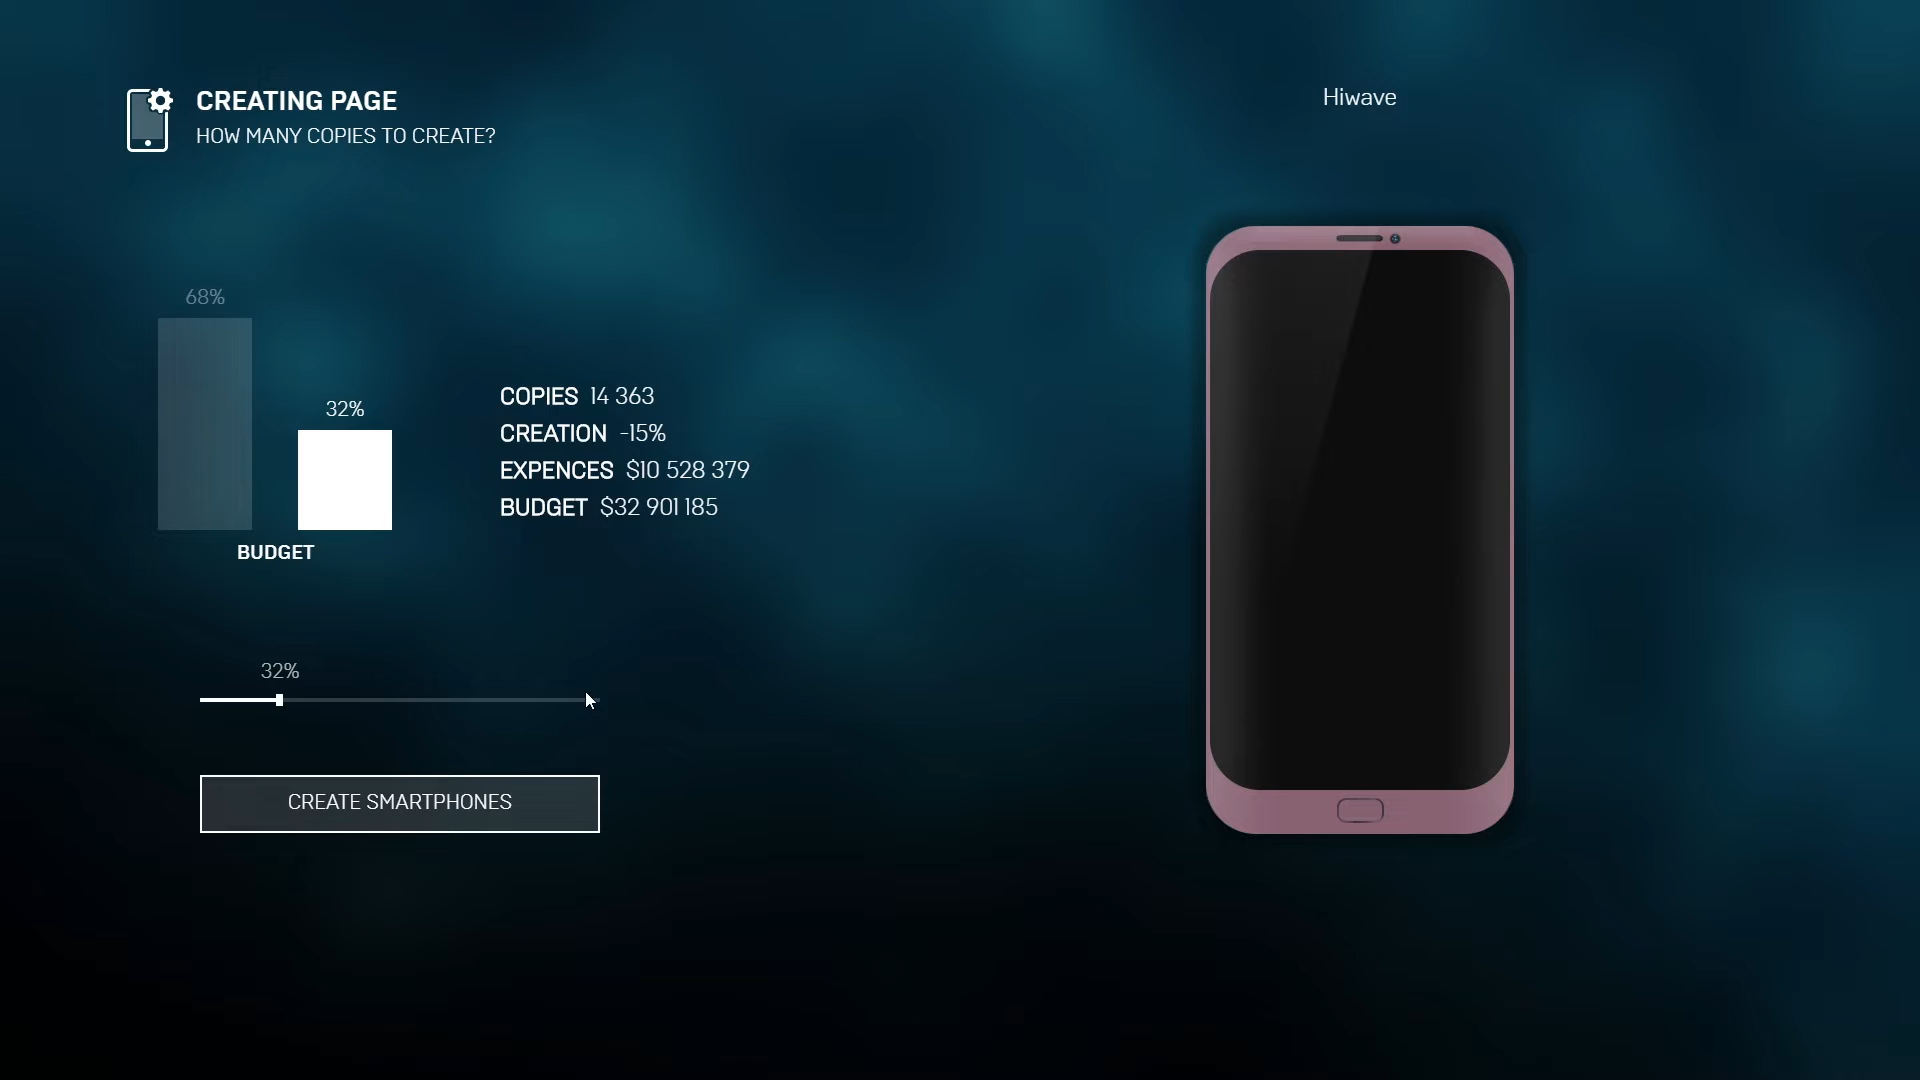 CREATING PAGE
HOW MANY COPIES TO CREATE?
Hiwave
68%
32%
BUDGET
COPIES 14 363
CREATION -15%
EXPENCES $10 528 379
BUDGET $32 901 185
32%
CREATE SMARTPHONES